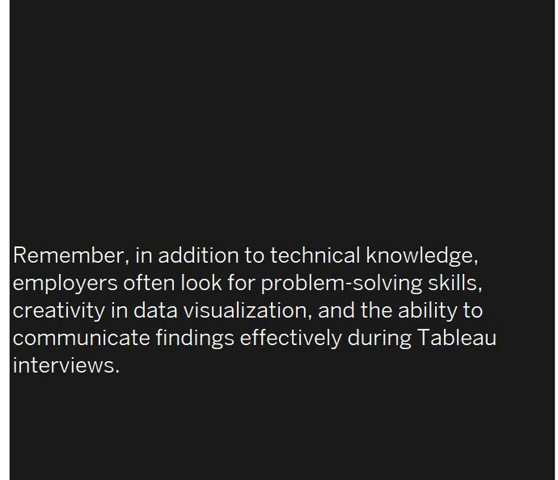 Remember, in addition to technical knowledge,
employers often look for problem-solving skills,
creativity in data visualization, and the ability to
communicate findings effectively during Tableau
interviews.